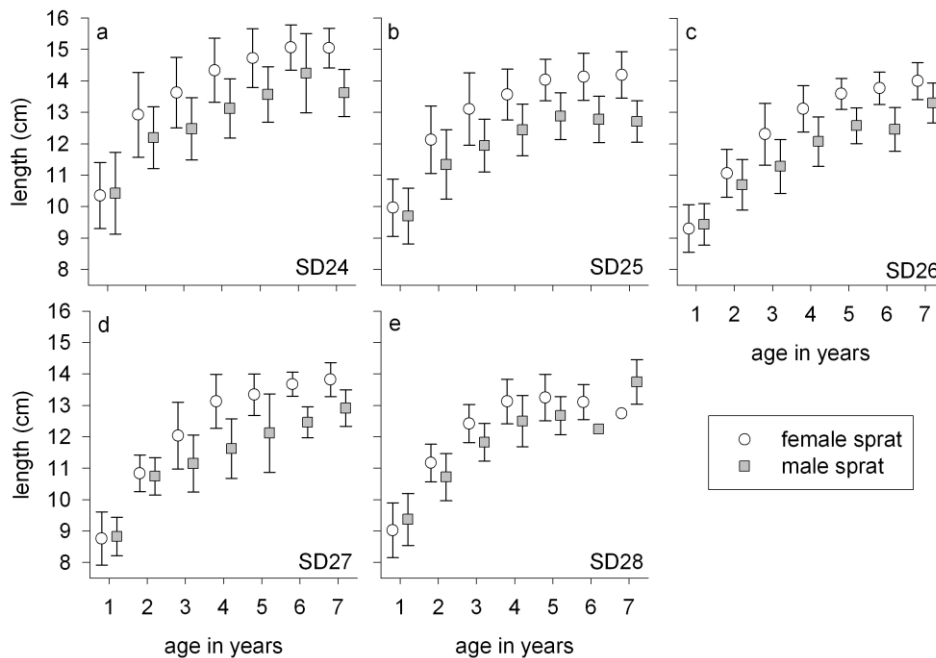 a
length (cm)
16
15
14
13
12
11
10
9
8
SD24
b
SD25
c
SD26
1 2 3 4 5 6 7
age in years
d
length (cm)
16
15
14
13
12
11
10
9
8
SD27
1 2 3 4 5 6 7
age in years
e
SD28
1 2 3 4 5 6 7
age in years
female sprat
male sprat